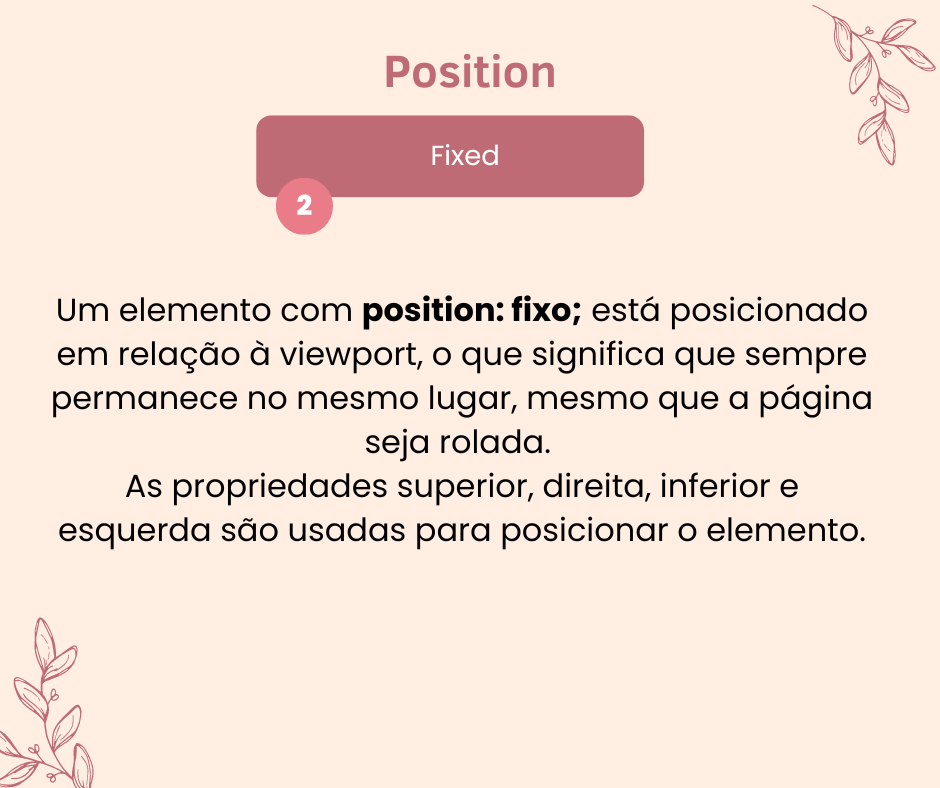 Position
Fixed
2
Um elemento com position: fixo; está posicionado
em relação à viewport, o que significa que sempre
permanece no mesmo lugar, mesmo que a página
seja rolada.
As propriedades superior, direita, inferior e
esquerda são usadas para posicionar o elemento.